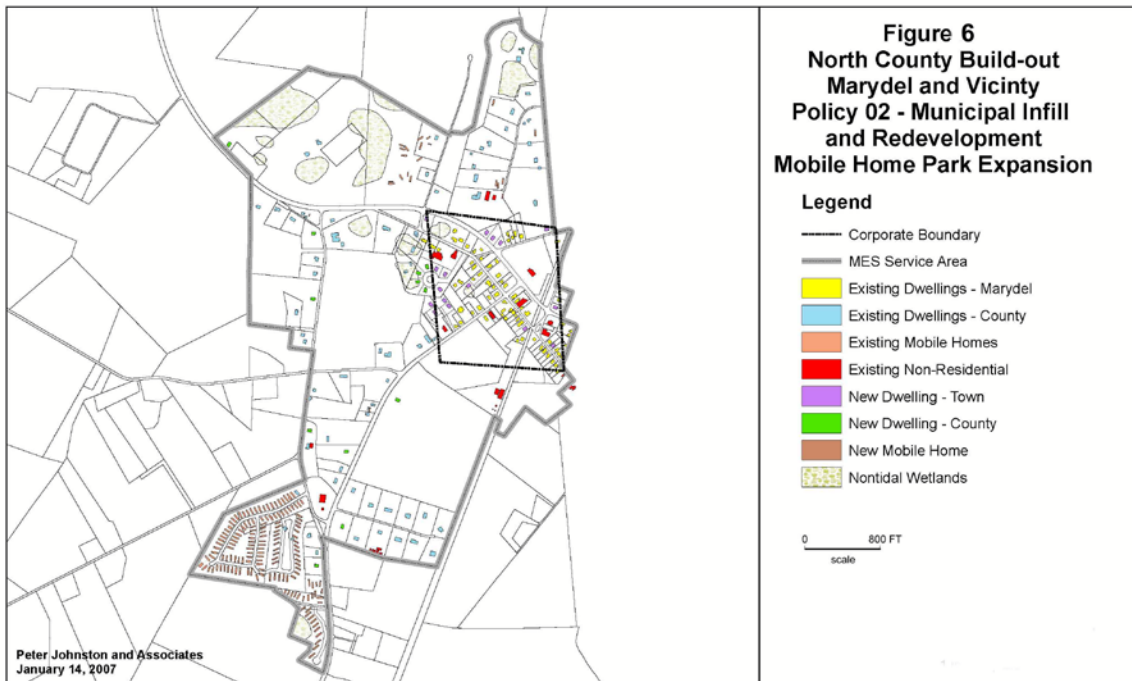 Figure 6
North County Build-out
Marydel and Vicinty
Policy 02 - Municipal Infill
and Redevelopment
Mobile Home Park Expansion
Legend
Corporate Boundary
MES Service Area
Existing Dwellings - Marydel
Existing Dwellings - County
Existing Mobile Homes
Existing Non-Residential
New Dwelling - Town
New Dwelling - County
New Mobile Home
Nontidal Wetlands
0 800 FT
scale
Peter Johnston and Associates
January 14, 2007